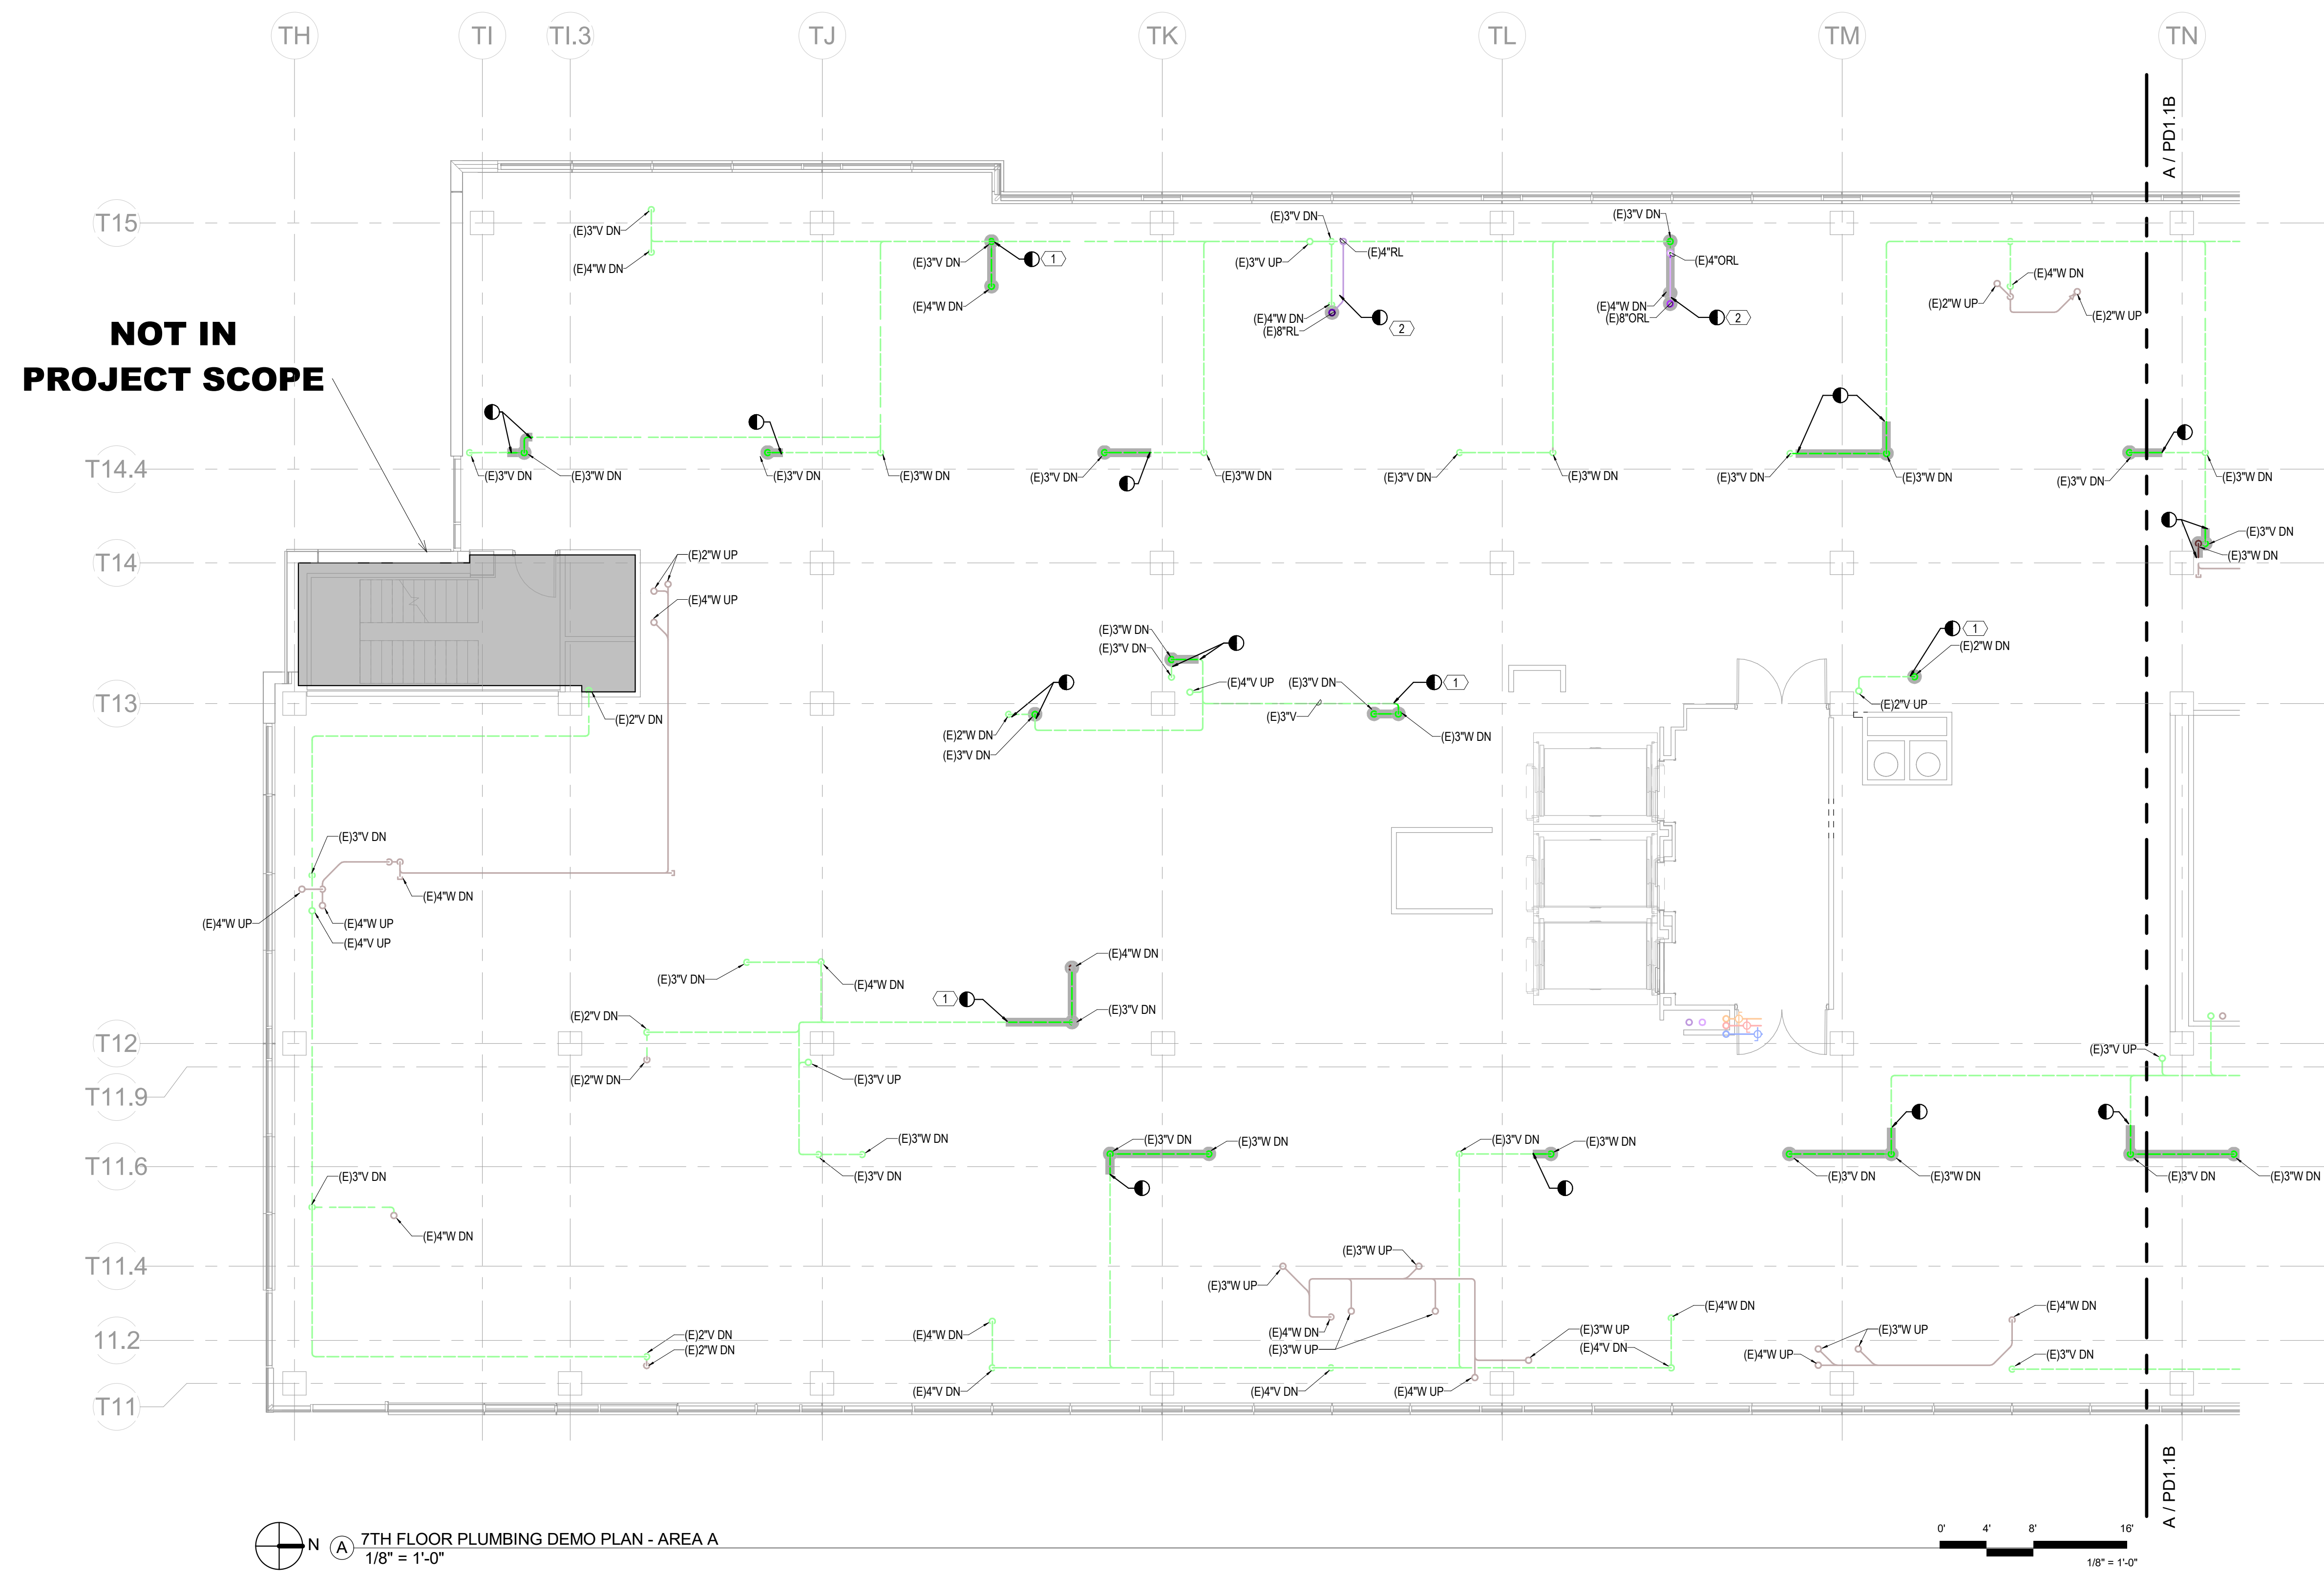 TH
TI
TI.3
TJ
TK
TL
TM
TN
A / PD1.1B
T15
(E)3"V DN
(E)4"W DN
(E)3"V DN
1
(E)4"W DN
(E)3"V DN
(E)3"V UP
(E)4"RL
(E)4"W DN
(E)8"RL
2
(E)3"V DN
(E)4"ORL
(E)4"W DN
(E)8"ORL
2
(E)4"W DN
(E)2"W UP
(E)2"W UP
NOT IN
PROJECT SCOPE
T14.4
(E)3"V DN
(E)3"W DN
(E)3"V DN
(E)3"W DN
(E)3"V DN
(E)3"W DN
(E)3"V DN
(E)3"W DN
(E)3"V DN
(E)3"W DN
(E)3"V DN
(E)3"W DN
(E)3"V DN
(E)3"W DN
T14
(E)2"W UP
(E)4"W UP
(E)3"W DN
(E)3"V DN
(E)4"V UP
(E)3"V DN
1
(E)3"V
(E)3"W DN
1
(E)2"W DN
(E)2"V UP
T13
(E)2"V DN
(E)2"W DN
(E)3"V DN
(E)3"V DN
(E)4"W DN
(E)4"W UP
(E)4"W UP
(E)4"V UP
(E)3"V DN
(E)4"W DN
(E)4"W DN
1
(E)3"V DN
(E)2"V DN
T12
(E)2"W DN
(E)3"V UP
(E)3"V UP
T11.9
T11.6
(E)3"W DN
(E)3"V DN
(E)3"V DN
(E)3"W DN
(E)3"V DN
(E)3"W DN
(E)3"V DN
(E)3"W DN
(E)3"V DN
(E)3"W DN
(E)3"V DN
(E)4"W DN
T11.4
(E)3"W UP
(E)3"W UP
(E)4"W DN
(E)3"W UP
11.2
(E)2"V DN
(E)2"W DN
(E)4"W DN
(E)4"V DN
(E)4"V DN
(E)4"W UP
(E)3"W UP
(E)4"V DN
(E)4"W DN
(E)3"W UP
(E)4"W UP
(E)4"W DN
(E)3"V DN
T11
A / PD1.1B
N
A
7TH FLOOR PLUMBING DEMO PLAN - AREA A
1/8" = 1'-0"
0'
4'
8'
16'
1/8" = 1'-0"